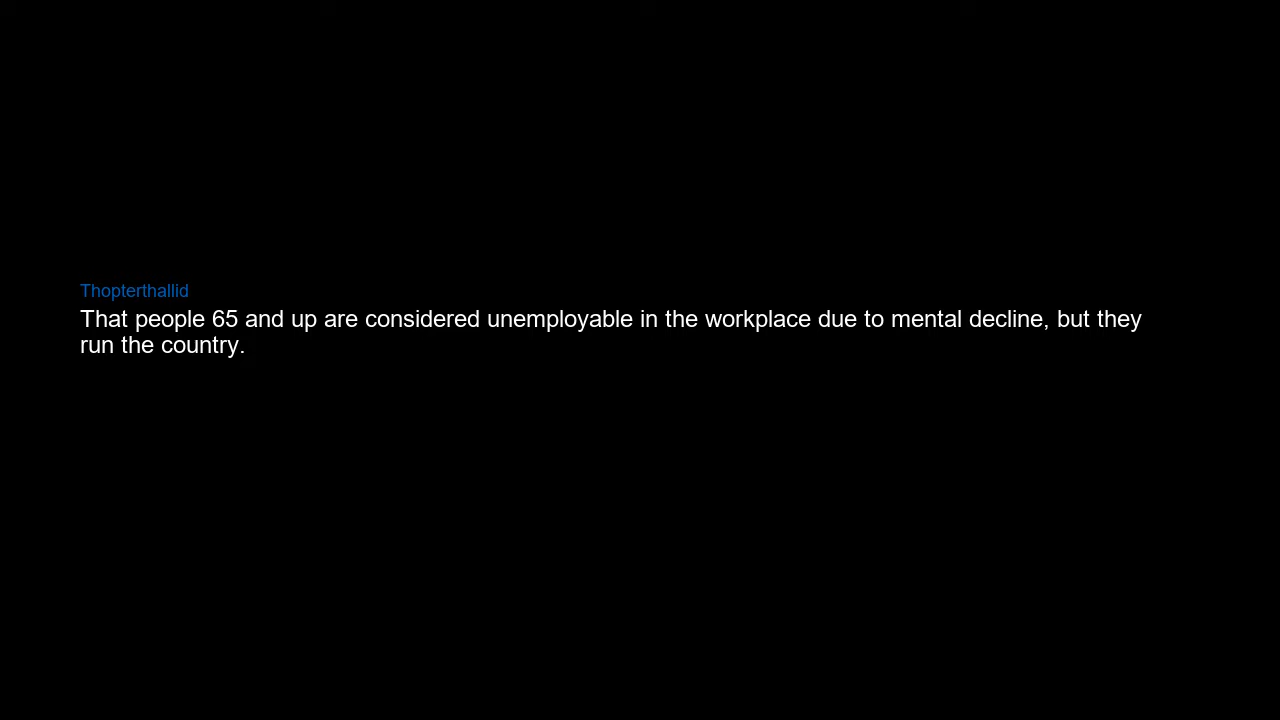 Thopterthallid
That people 65 and up are considered unemployable in the workplace due to mental decline, but they
run the country.